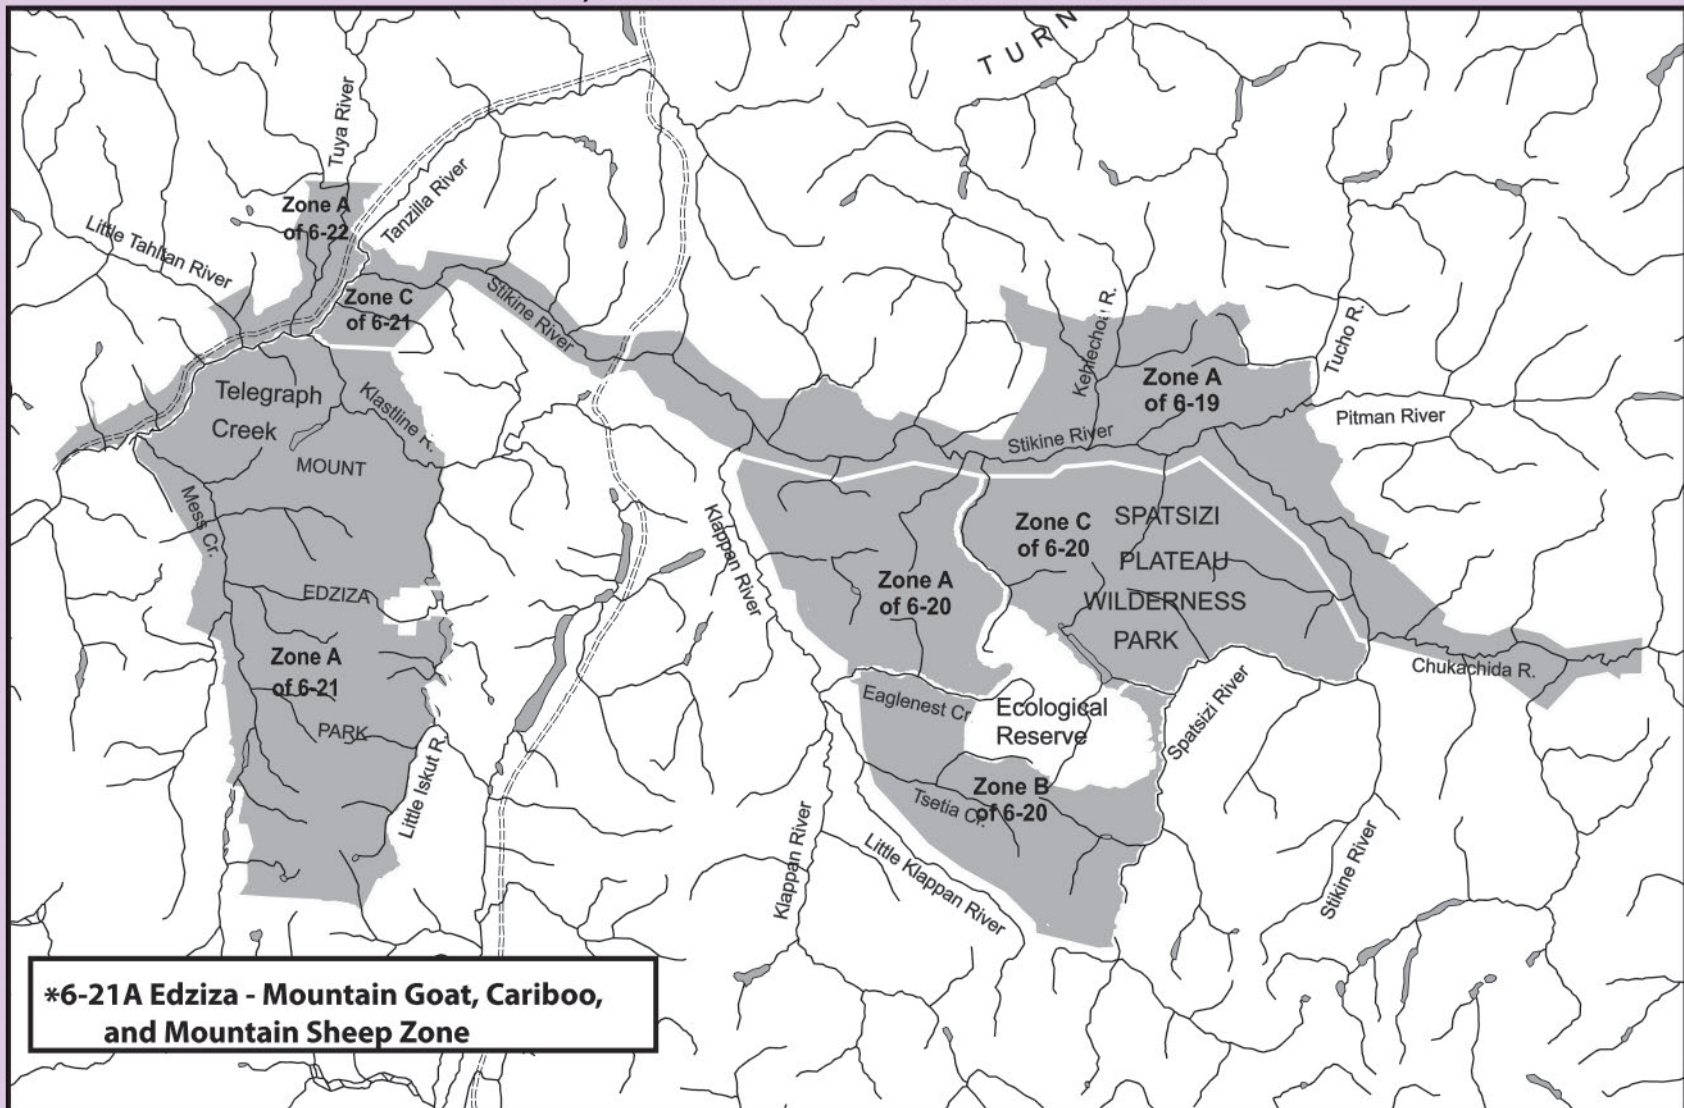 TURN
Tuya River
Tanzilla River
Zone A
of 6-22
Little Tahltan River
Zone C
of 6-21
Stikine River
Tucho R.
Zone A
of 6-19
Telegraph
Creek
Klastline R.
Pitman River
Stikine River
MOUNT
Mess Cr.
Klappan River
Zone C
of 6-20
SPATSIZI
PLATEAU
WILDERNESS
PARK
Zone A
of 6-20
EDZIZA
Zone A
of 6-21
PARK
Chukachida R.
Eaglenest Cr
Ecological
Reserve
Spatsizi River
Little Iskut R.
Zone B
of 6-20
Tsetia Cr.
Klappan River
Little Klappan River
Stikine River
*6-21A Edziza - Mountain Goat, Cariboo,
and Mountain Sheep Zone